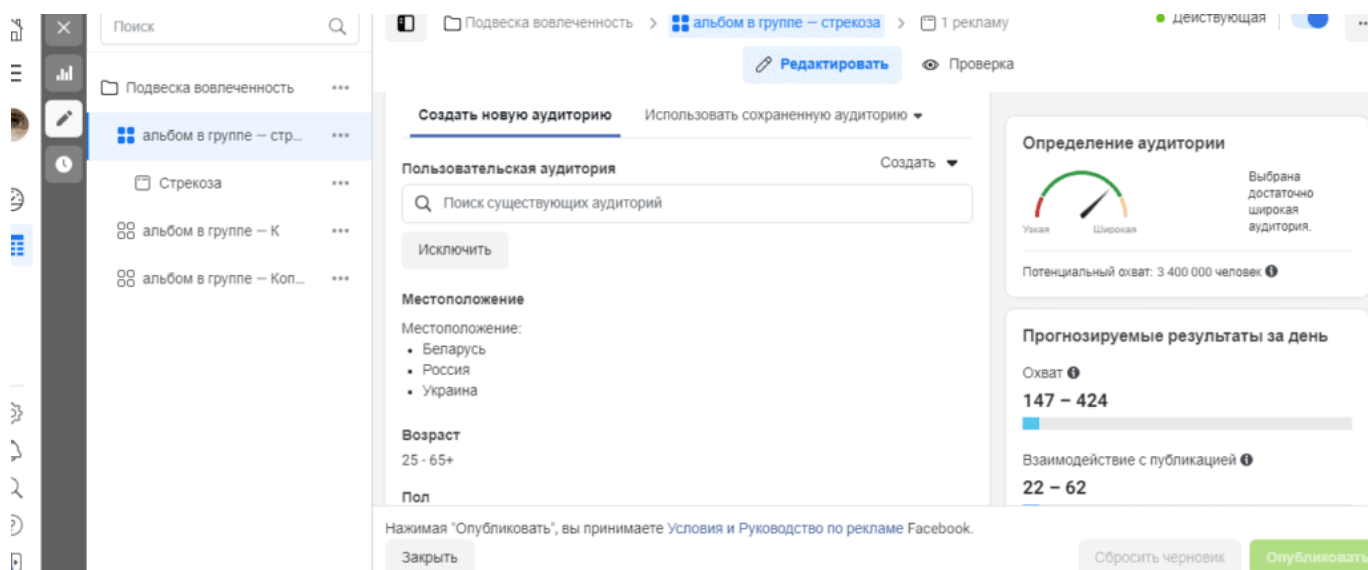 Поиск
Подвеска вовлеченность > альбом в группе — стрекоза > 1 рекламу
Действующая
Редактировать
Проверка
Подвеска вовлеченность
альбом в группе — стр...
Стрекоза
альбом в группе — К
альбом в группе — Коп...
Создать новую аудиторию
Использовать сохраненную аудиторию
Пользовательская аудитория
Создать
Поиск существующих аудиторий
Исключить
Местоположение
Местоположение:
• Беларусь
• Россия
• Украина
Возраст
25 - 65+
Пол
Определение аудитории
Узкая
Широкая
Выбрана
достаточно
широкая
аудитория.
Потенциальный охват: 3 400 000 человек
Прогнозируемые результаты за день
Охват
147 – 424
Взаимодействие с публикацией
22 – 62
Нажимая "Опубликовать", вы принимаете Условия и Руководство по рекламе Facebook.
Закрыть
Сбросить черновик
Опубликовать